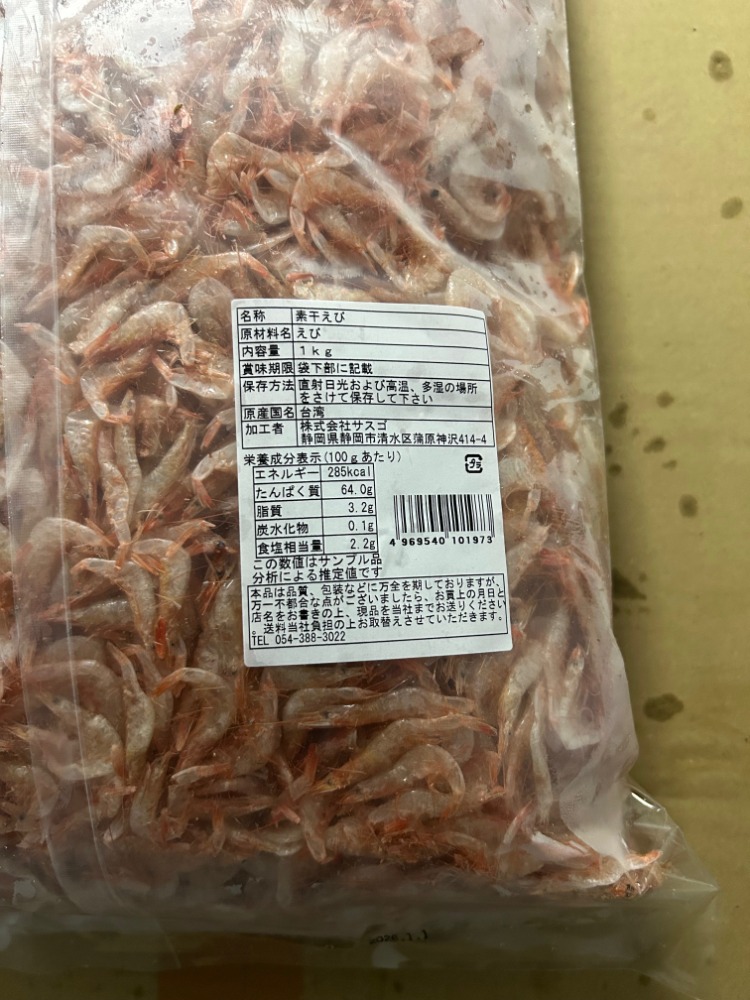 名称 素干えび
原材料名 えび
内容量 1kg
賞味期限 袋下部に記載
保存方法 直射日光および高温、多湿の場所
をさけて保存して下さい
原産国名 台湾
加工者 株式会社サスゴ
静岡県静岡市清水区蒲原神沢414-4
栄養成分表示(100gあたり)
エネルギー 285kcal
たんぱく質 64.0g
脂質 3.2g
炭水化物 0.1g
食塩相当量 2.2g
プラ
4 969540 101973
この数値はサンプル品
分析による推定値です
本品は品質、包装などに万全を期しておりますが、
万一不都合な点がございましたら、お買上の月日と
店名をお書きの上、現品を当社までお送りください
。送料当社負担の上お取替えさせていただきます。
TEL 054-388-3022